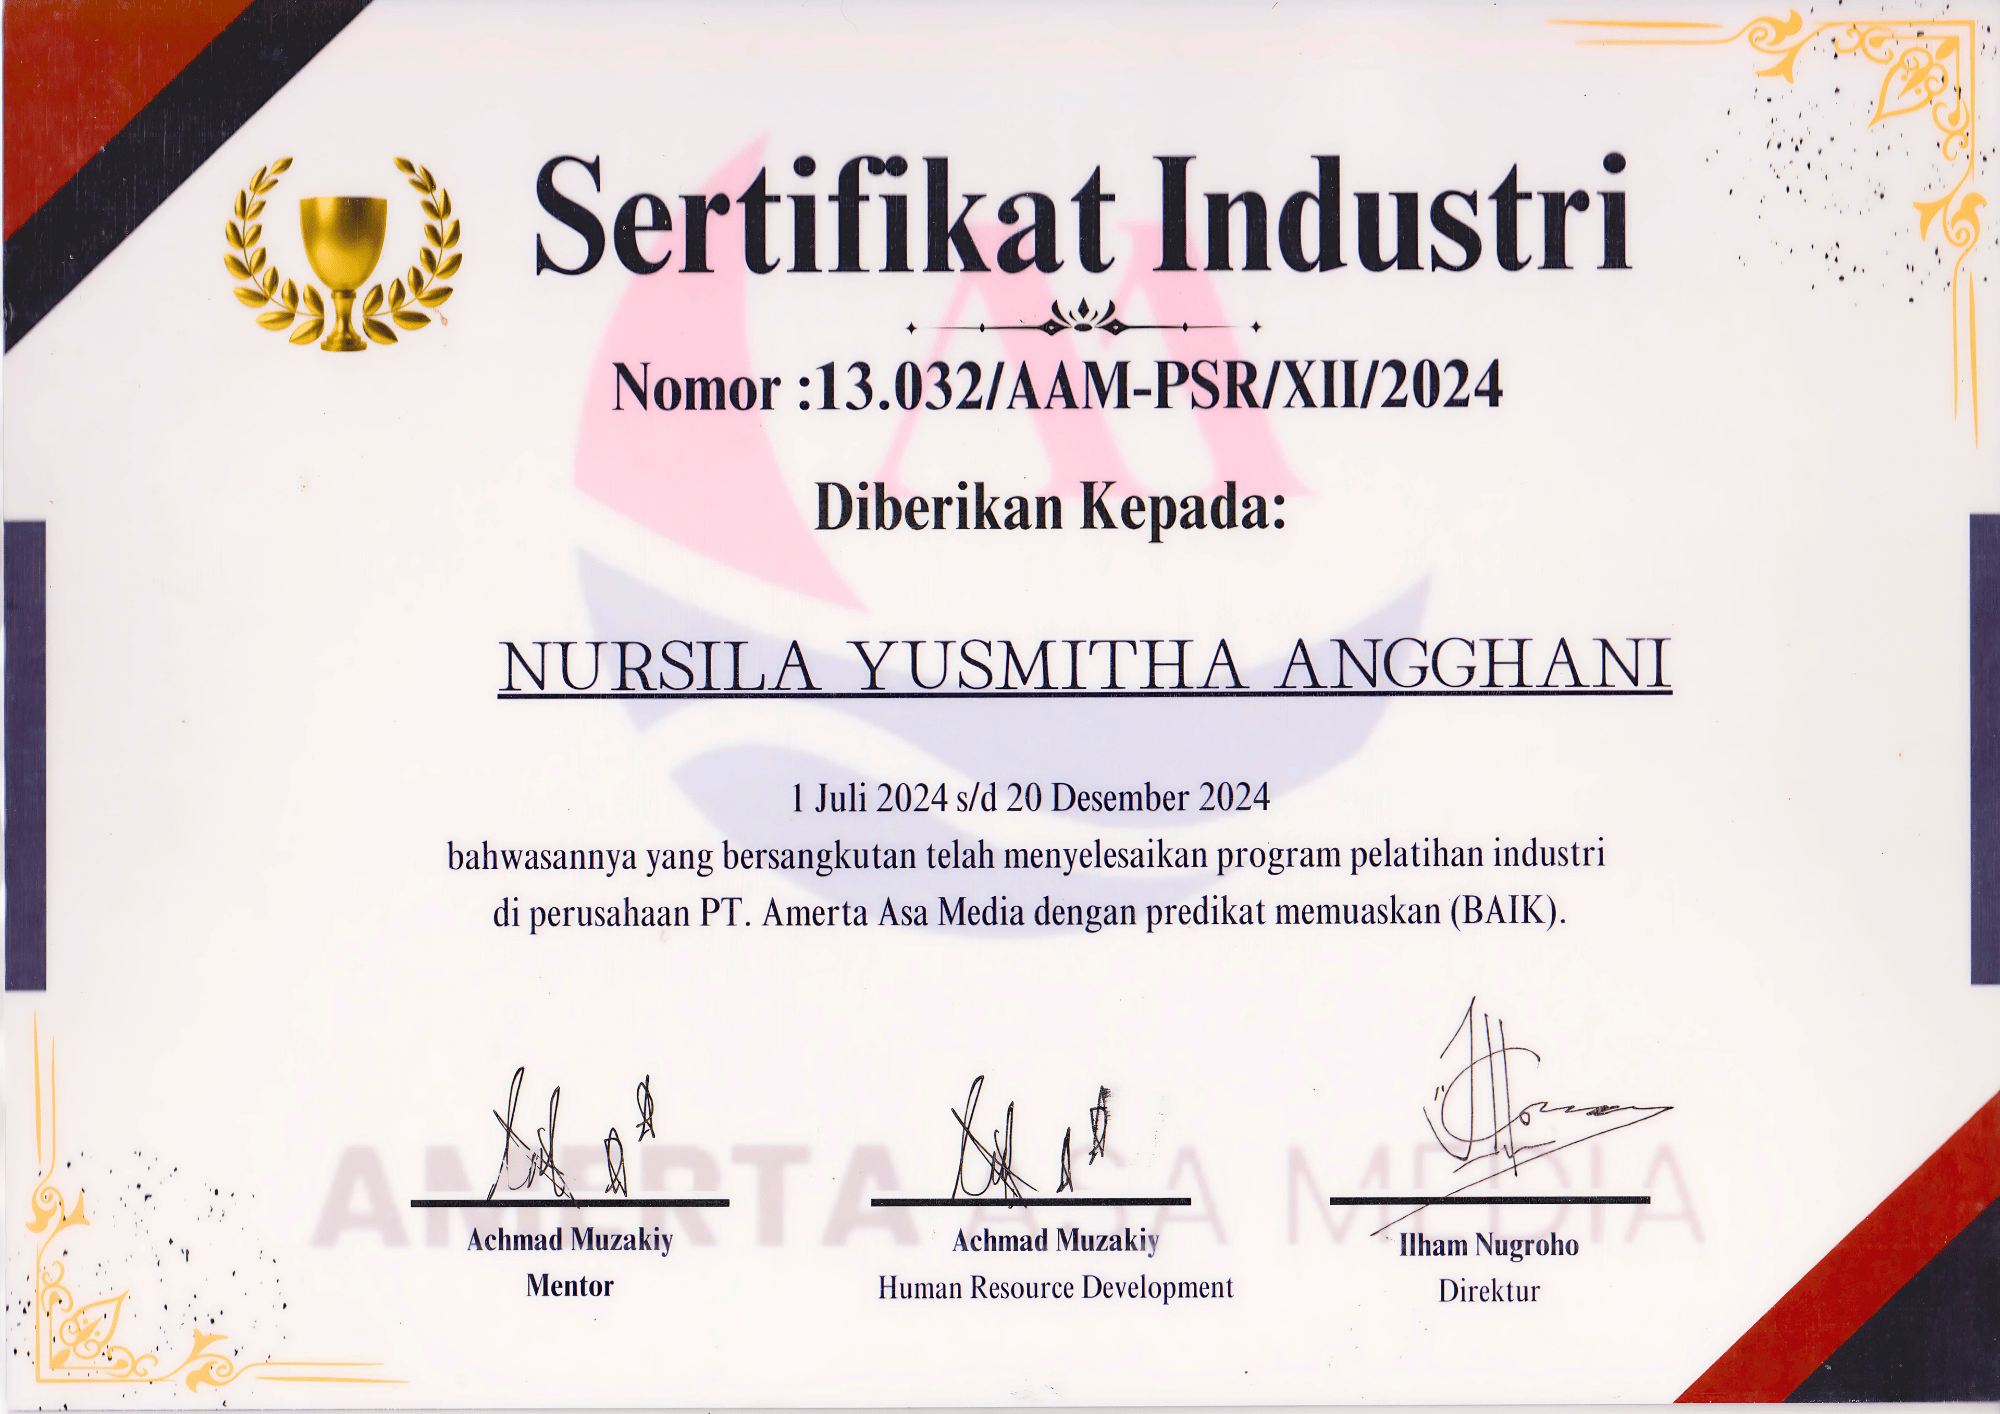 Sertifikat Industri
Nomor :13.032/AAM-PSR/XII/2024
Diberikan Kepada:
NURSILA YUSMITHA ANGGHANI
1 Juli 2024 s/d 20 Desember 2024
bahwasannya yang bersangkutan telah menyelesaikan program pelatihan industri
di perusahaan PT. Amerta Asa Media dengan predikat memuaskan (BAIK).
AMERTA ASA MEDIA
Achmad Muzakiy
Mentor
Achmad Muzakiy
Human Resource Development
Ilham Nugroho
Direktur